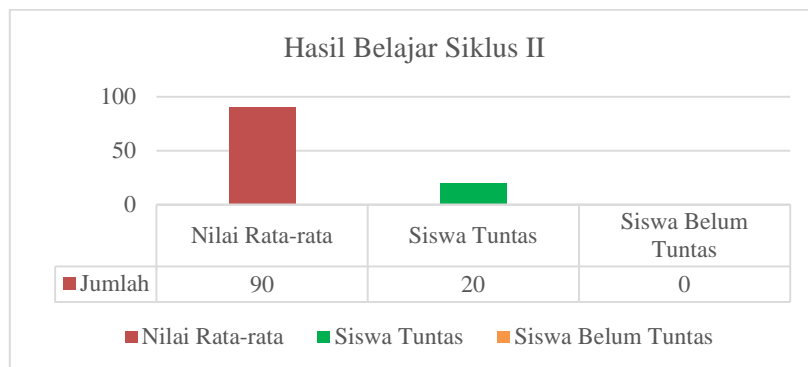 Hasil Belajar Siklus II
100
50
0
Nilai Rata-rata Siswa Tuntas Siswa Belum Tuntas
Jumlah 90 20 0
Nilai Rata-rata Siswa Tuntas Siswa Belum Tuntas